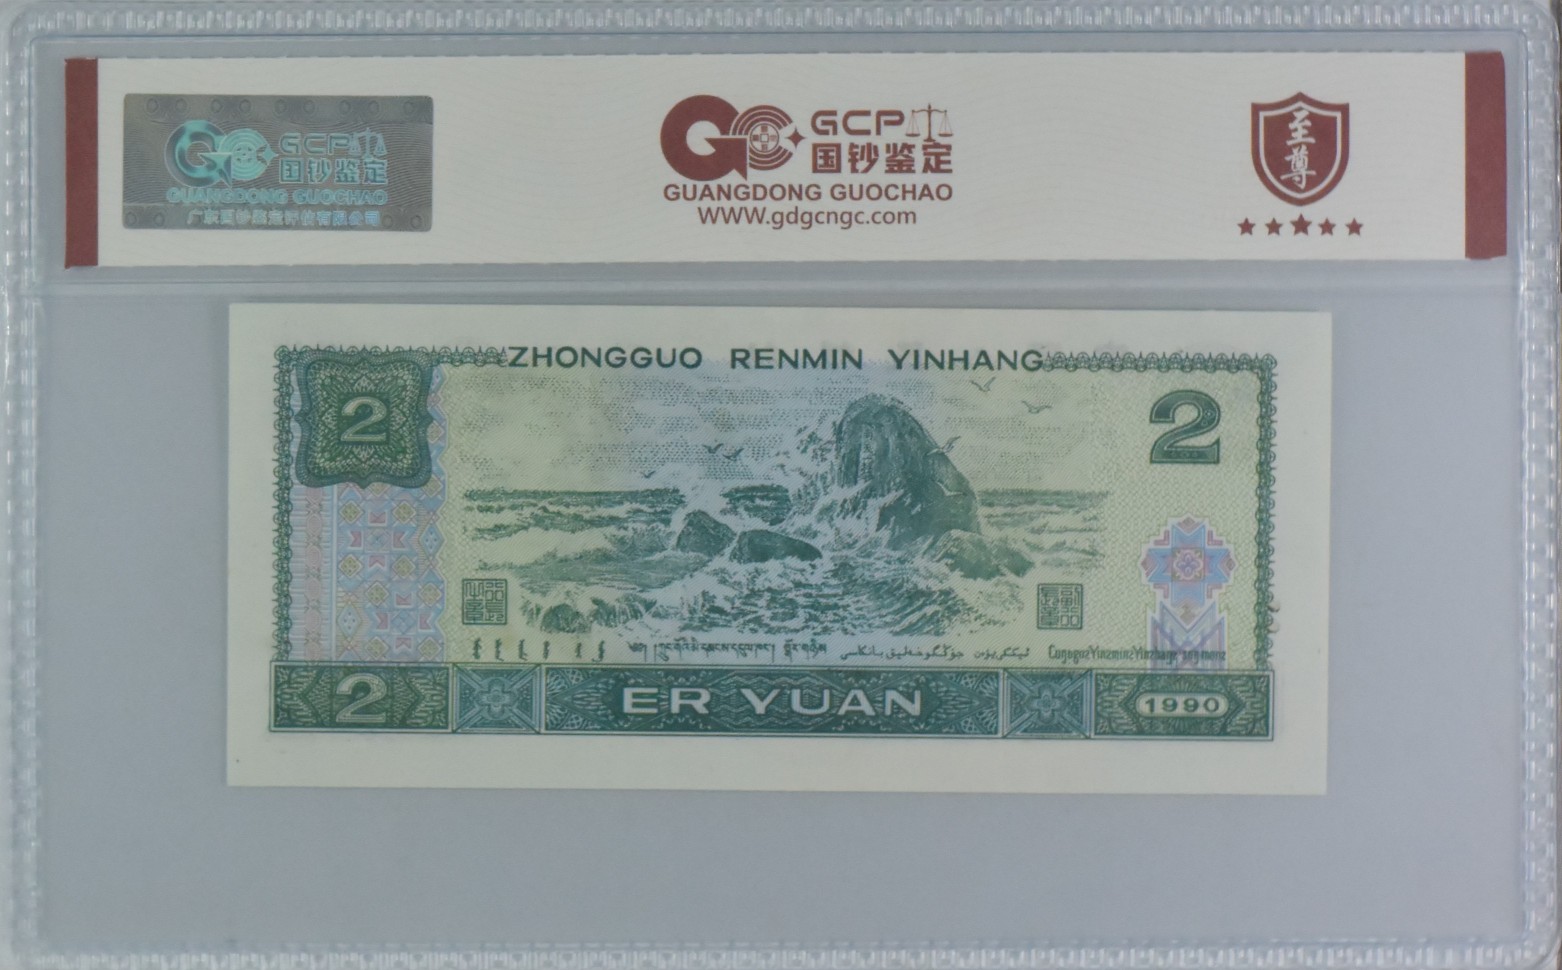 GCP
国钞鉴定
GUANGDONG GUOCHAO
GCP
国钞鉴定
GUANGDONG GUOCHAO
WWW.gdgcngc.com
至尊
ZHONGGUO RENMIN YINHANG
2
2
2
ER YUAN
1990